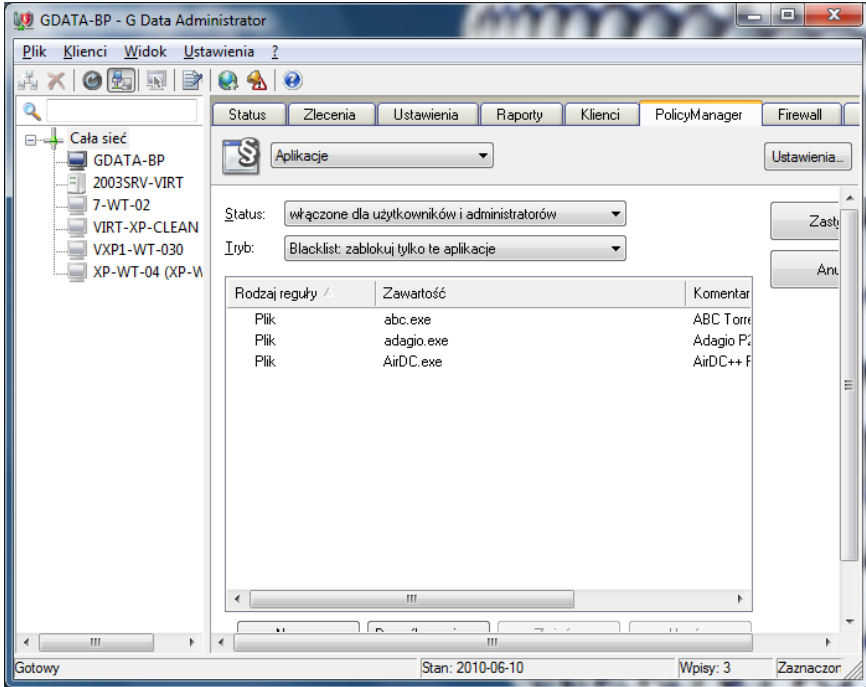 GDATA-BP - G Data Administrator
Plik Klienci Widok Ustawienia ?
Status Zlecenia Ustawienia Raporty Klienci PolicyManager Firewall
Cała sieć
GDATA-BP
2003SRV-VIRT
7-WT-02
VIRT-XP-CLEAN
VXP1-WT-030
XP-WT-04 (XP-W
Aplikacje
Ustawienia...
Status: włączone dla użytkowników i administratorów
Zast
Tryb: Blacklist: zablokuj tylko te aplikacje
Anu
Rodzaj reguły Zawartość Komentar
Plik abc.exe ABC Torre
Plik adagio.exe Adagio P2
Plik AirDC.exe AirDC++ F
Gotowy Stan: 2010-06-10 Wpisy: 3 Zaznaczor